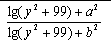 lg(y² + 99) + a²
lg(y² + 99) + b²